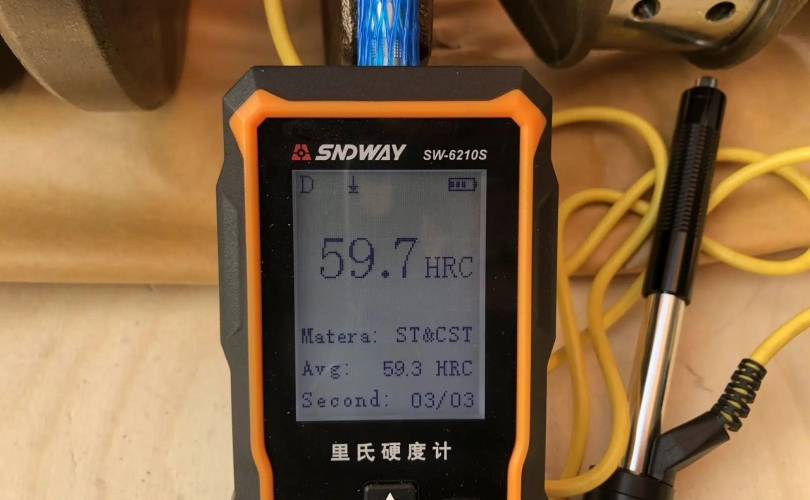 SNDWAY SW-6210S
D
59.7 HRC
Matera: ST&CST
Avg: 59.3 HRC
Second: 03/03
里氏硬度计